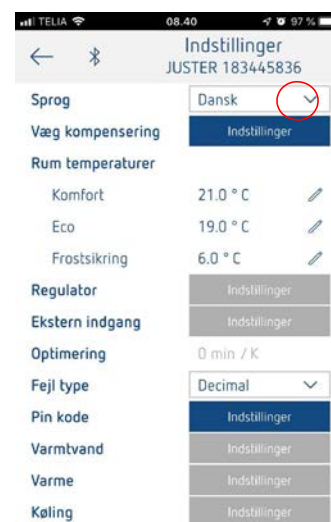 TELIA 08.40 97 %
Indstillinger
JUSTER 183445836
Sprog Dansk
Væg kompensering Indstillinger
Rum temperaturer
Komfort 21.0 ° C
Eco 19.0 ° C
Frostsikring 6.0 ° C
Regulator Indstillinger
Ekstern indgang Indstillinger
Optimering 0 min / K
Fejl type Decimal
Pin kode Indstillinger
Varmtvand Indstillinger
Varme Indstillinger
Køling Indstillinger